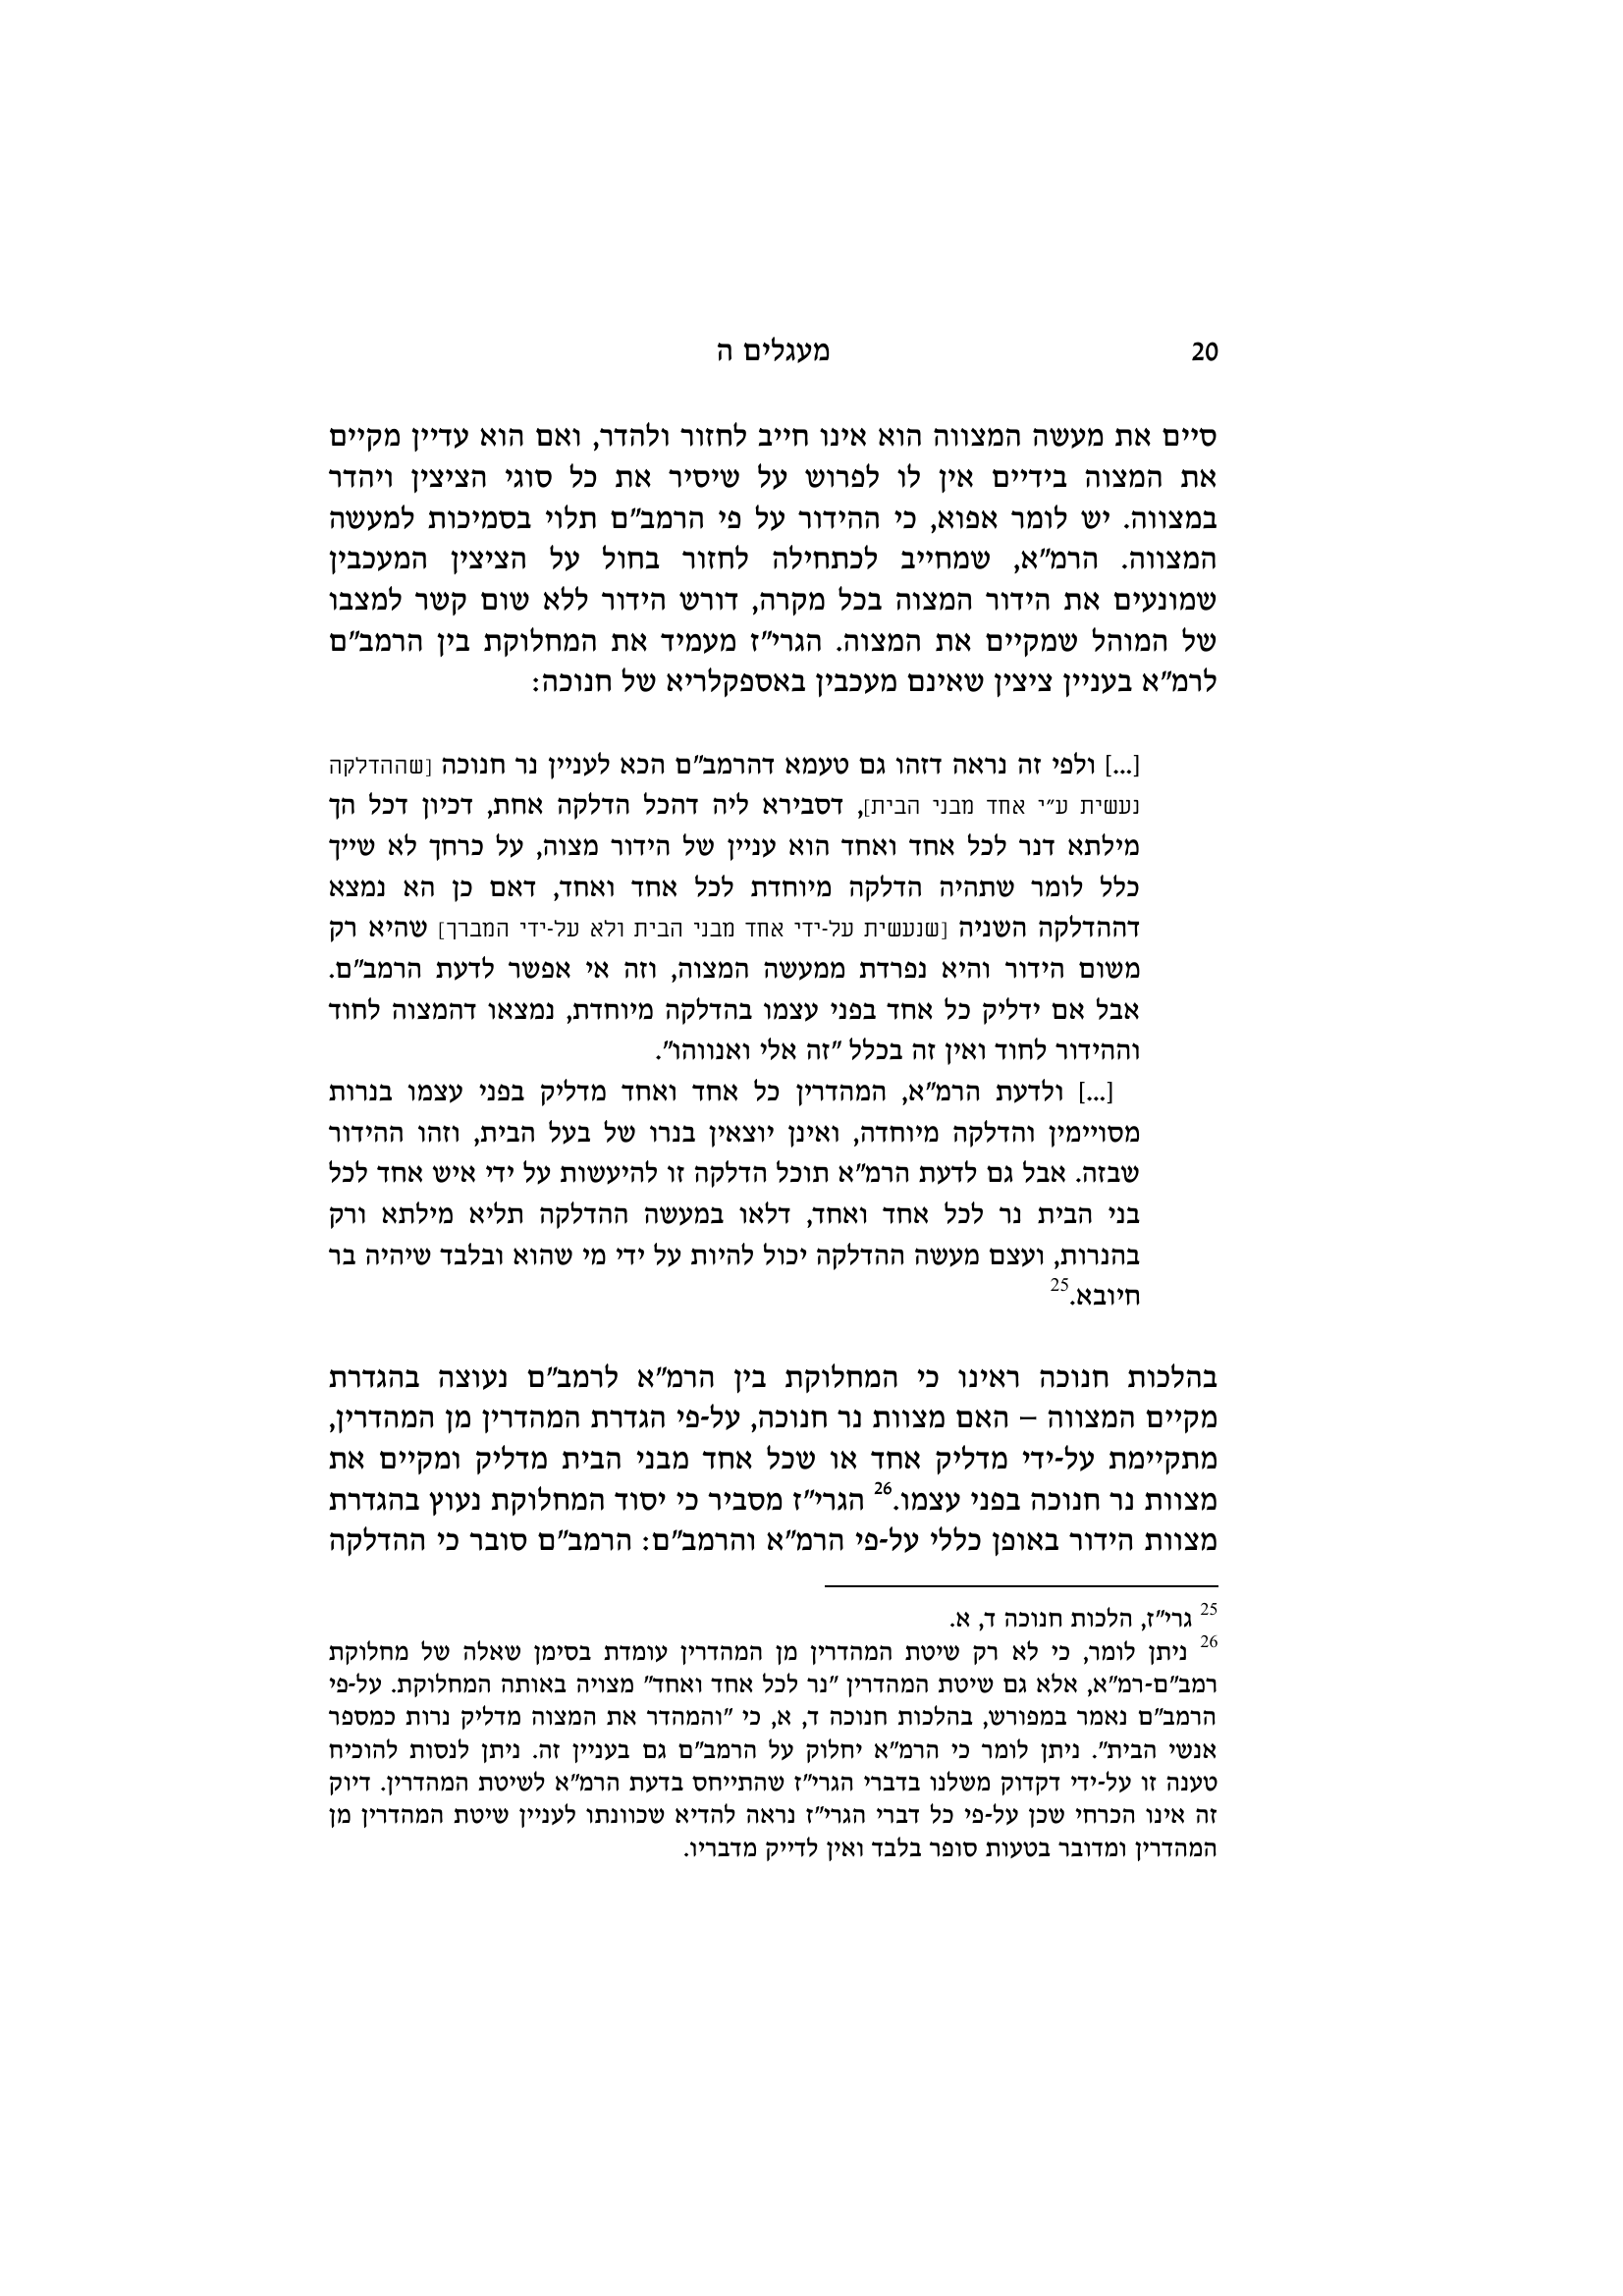 20 מעגלים ה
סיים את מעשה המצווה הוא אינו חייב לחזור ולהדר, ואם הוא עדיין מקיים
את המצוה בידיים אין לו לפרוש על שיסיר את כל סוגי הציצין ויהדר
במצווה. יש לומר אפוא, כי ההידור על פי הרמב"ם תלוי בסמיכות למעשה
המצווה. הרמ"א, שמחייב לכתחילה לחזור בחול על הציצין המעכבין
שמונעים את הידור המצוה בכל מקרה, דורש הידור ללא שום קשר למצבו
של המוהל שמקיים את המצוה. הגרי"ז מעמיד את המחלוקת בין הרמב"ם
לרמ"א בעניין ציצין שאינם מעכבין באספקלריא של חנוכה:
[...] ולפי זה נראה דזהו גם טעמא דהרמב"ם הכא לעניין נר חנוכה [שההדלקה
נעשית ע"י אחד מבני הבית], דסבירא ליה דהכל הדלקה אחת, דכיון דכל הך
מילתא דנר לכל אחד ואחד הוא עניין של הידור מצוה, על כרחך לא שייך
כלל לומר שתהיה הדלקה מיוחדת לכל אחד ואחד, דאם כן הא נמצא
דההדלקה השניה [שנעשית על-ידי אחד מבני הבית ולא על-ידי המברך] שהיא רק
משום הידור והיא נפרדת ממעשה המצוה, וזה אי אפשר לדעת הרמב"ם.
אבל אם ידליק כל אחד בפני עצמו בהדלקה מיוחדת, נמצאו דהמצוה לחוד
וההידור לחוד ואין זה בכלל "זה אלי ואנווהו".
[...] ולדעת הרמ"א, המהדרין כל אחד ואחד מדליק בפני עצמו בנרות
מסויימין והדלקה מיוחדה, ואינן יוצאין בנרו של בעל הבית, וזהו ההידור
שבזה. אבל גם לדעת הרמ"א תוכל הדלקה זו להיעשות על ידי איש אחד לכל
בני הבית נר לכל אחד ואחד, דלאו במעשה ההדלקה תליא מילתא ורק
בהנרות, ועצם מעשה ההדלקה יכול להיות על ידי מי שהוא ובלבד שיהיה בר
חיובא.25
בהלכות חנוכה ראינו כי המחלוקת בין הרמ"א לרמב"ם נעוצה בהגדרת
מקיים המצווה – האם מצוות נר חנוכה, על-פי הגדרת המהדרין מן המהדרין,
מתקיימת על-ידי מדליק אחד או שכל אחד מבני הבית מדליק ומקיים את
מצוות נר חנוכה בפני עצמו.26 הגרי"ז מסביר כי יסוד המחלוקת נעוץ בהגדרת
מצוות הידור באופן כללי על-פי הרמ"א והרמב"ם: הרמב"ם סובר כי ההדלקה
25 גרי"ז, הלכות חנוכה ד, א.
26 ניתן לומר, כי לא רק שיטת המהדרין מן המהדרין עומדת בסימן שאלה של מחלוקת
רמב"ם-רמ"א, אלא גם שיטת המהדרין "נר לכל אחד ואחד" מצויה באותה המחלוקת. על-פי
הרמב"ם נאמר במפורש, בהלכות חנוכה ד, א, כי "והמהדר את המצוה מדליק נרות כמספר
אנשי הבית". ניתן לומר כי הרמ"א יחלוק על הרמב"ם גם בעניין זה. ניתן לנסות להוכיח
טענה זו על-ידי דקדוק משלנו בדברי הגרי"ז שהתייחס בדעת הרמ"א לשיטת המהדרין. דיוק
זה אינו הכרחי שכן על-פי כל דברי הגרי"ז נראה להדיא שכוונתו לעניין שיטת המהדרין מן
המהדרין ומדובר בטעות סופר בלבד ואין לדייק מדבריו.